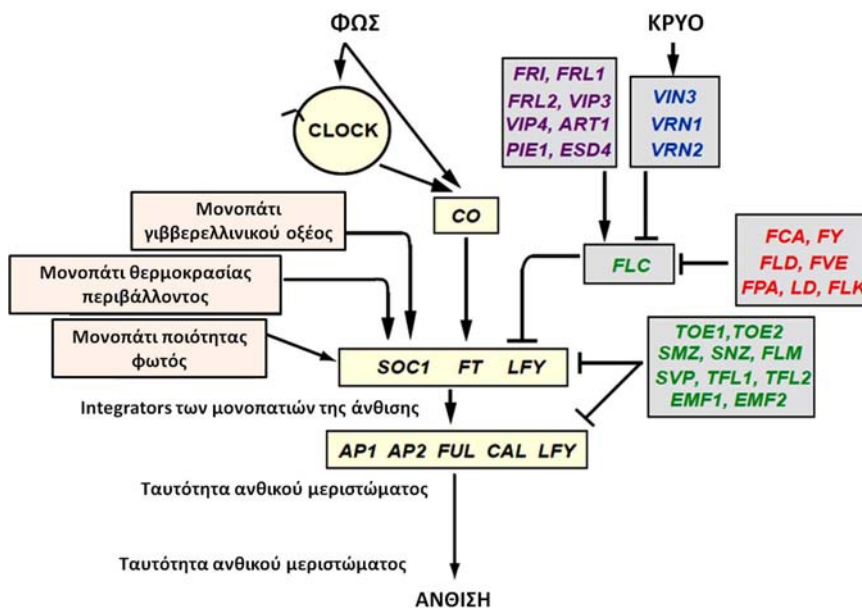 ΦΩΣ
ΚΡΥΟ
CLOCK
FRI, FRL1
FRL2, VIP3
VIP4, ART1
PIE1, ESD4
VIN3
VRN1
VRN2
CO
Μονοπάτι
γιββερελλινικού οξέος
Μονοπάτι θερμοκρασίας
περιβάλλοντος
Μονοπάτι ποιότητας
φωτός
FLC
FCA, FY
FLD, FVE
FPA, LD, FLK
SOC1 FT LFY
TOE1,TOE2
SMZ, SNZ, FLM
SVP, TFL1, TFL2
EMF1, EMF2
Integrators των μονοπατιών της άνθισης
AP1 AP2 FUL CAL LFY
Ταυτότητα ανθικού μεριστώματος
Ταυτότητα ανθικού μεριστώματος
ΑΝΘΙΣΗ